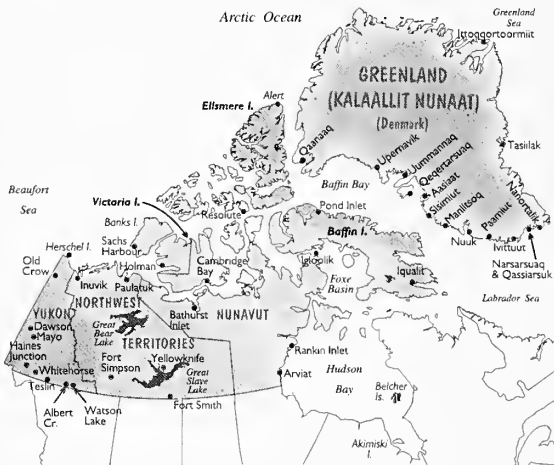 Arctic Ocean
Greenland
Sea
Ittoqqortoormiit
GREENLAND
(KALAALLIT NUNAAT)
(Denmark)
Alert
Ellsmere I.
Qaanaaq
Upernavik
Uummannaq
Qeqertarsuaq
Aasiaat
Sisimiut
Maniitsoq
Nuuk
Paamiut
Ivittuut
Nanortalik
Narsarsuaq
& Qassiarsuk
Tasiilak
Labrador Sea
Baffin Bay
Beaufort
Sea
Victoria I.
Banks I.
Resolute
Pond Inlet
Baffin I.
Herschel I.
Sachs
Harbour
Holman
Cambridge
Bay
Igloolik
Foxe
Basin
Iqualit
Old
Crow
Inuvik
Paulatuk
NORTHWEST
TERRITORIES
Bathurst
Inlet
NUNAVUT
YUKON
Dawson
Mayo
Great
Bear
Lake
Haines
Junction
Whitehorse
Teslin
Fort
Simpson
Yellowknife
Great
Slave
Lake
Rankin Inlet
Arviat
Hudson
Bay
Belcher
Is.
Albert
Cr.
Watson
Lake
Fort Smith
Akimiski
I.